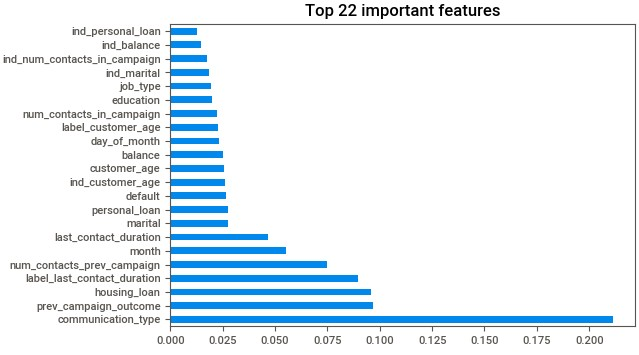 Top 22 important features
ind_personal_loan
ind_balance
ind_num_contacts_in_campaign
ind_marital
job_type
education
num_contacts_in_campaign
label_customer_age
day_of_month
balance
customer_age
ind_customer_age
default
personal_loan
marital
last_contact_duration
month
num_contacts_prev_campaign
label_last_contact_duration
housing_loan
prev_campaign_outcome
communication_type
0.000 0.025 0.050 0.075 0.100 0.125 0.150 0.175 0.200